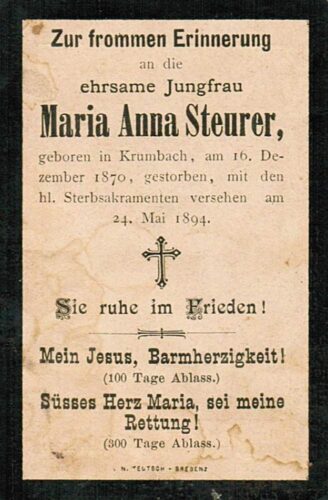 Zur frommen Erinnerung
an die
ehrsame Jungfrau
Maria Anna Steurer,
geboren in Krumbach, am 16. De-
zember 1870, gestorben, mit den
hl. Sterbsakramenten versehen am
24. Mai 1894.
Sie ruhe im Frieden!
Mein Jesus, Barmherzigkeit!
(100 Tage Ablass.)
Süsses Herz Maria, sei meine
Rettung!
(300 Tage Ablass.)
N. TEUTSCH - BREGENZ